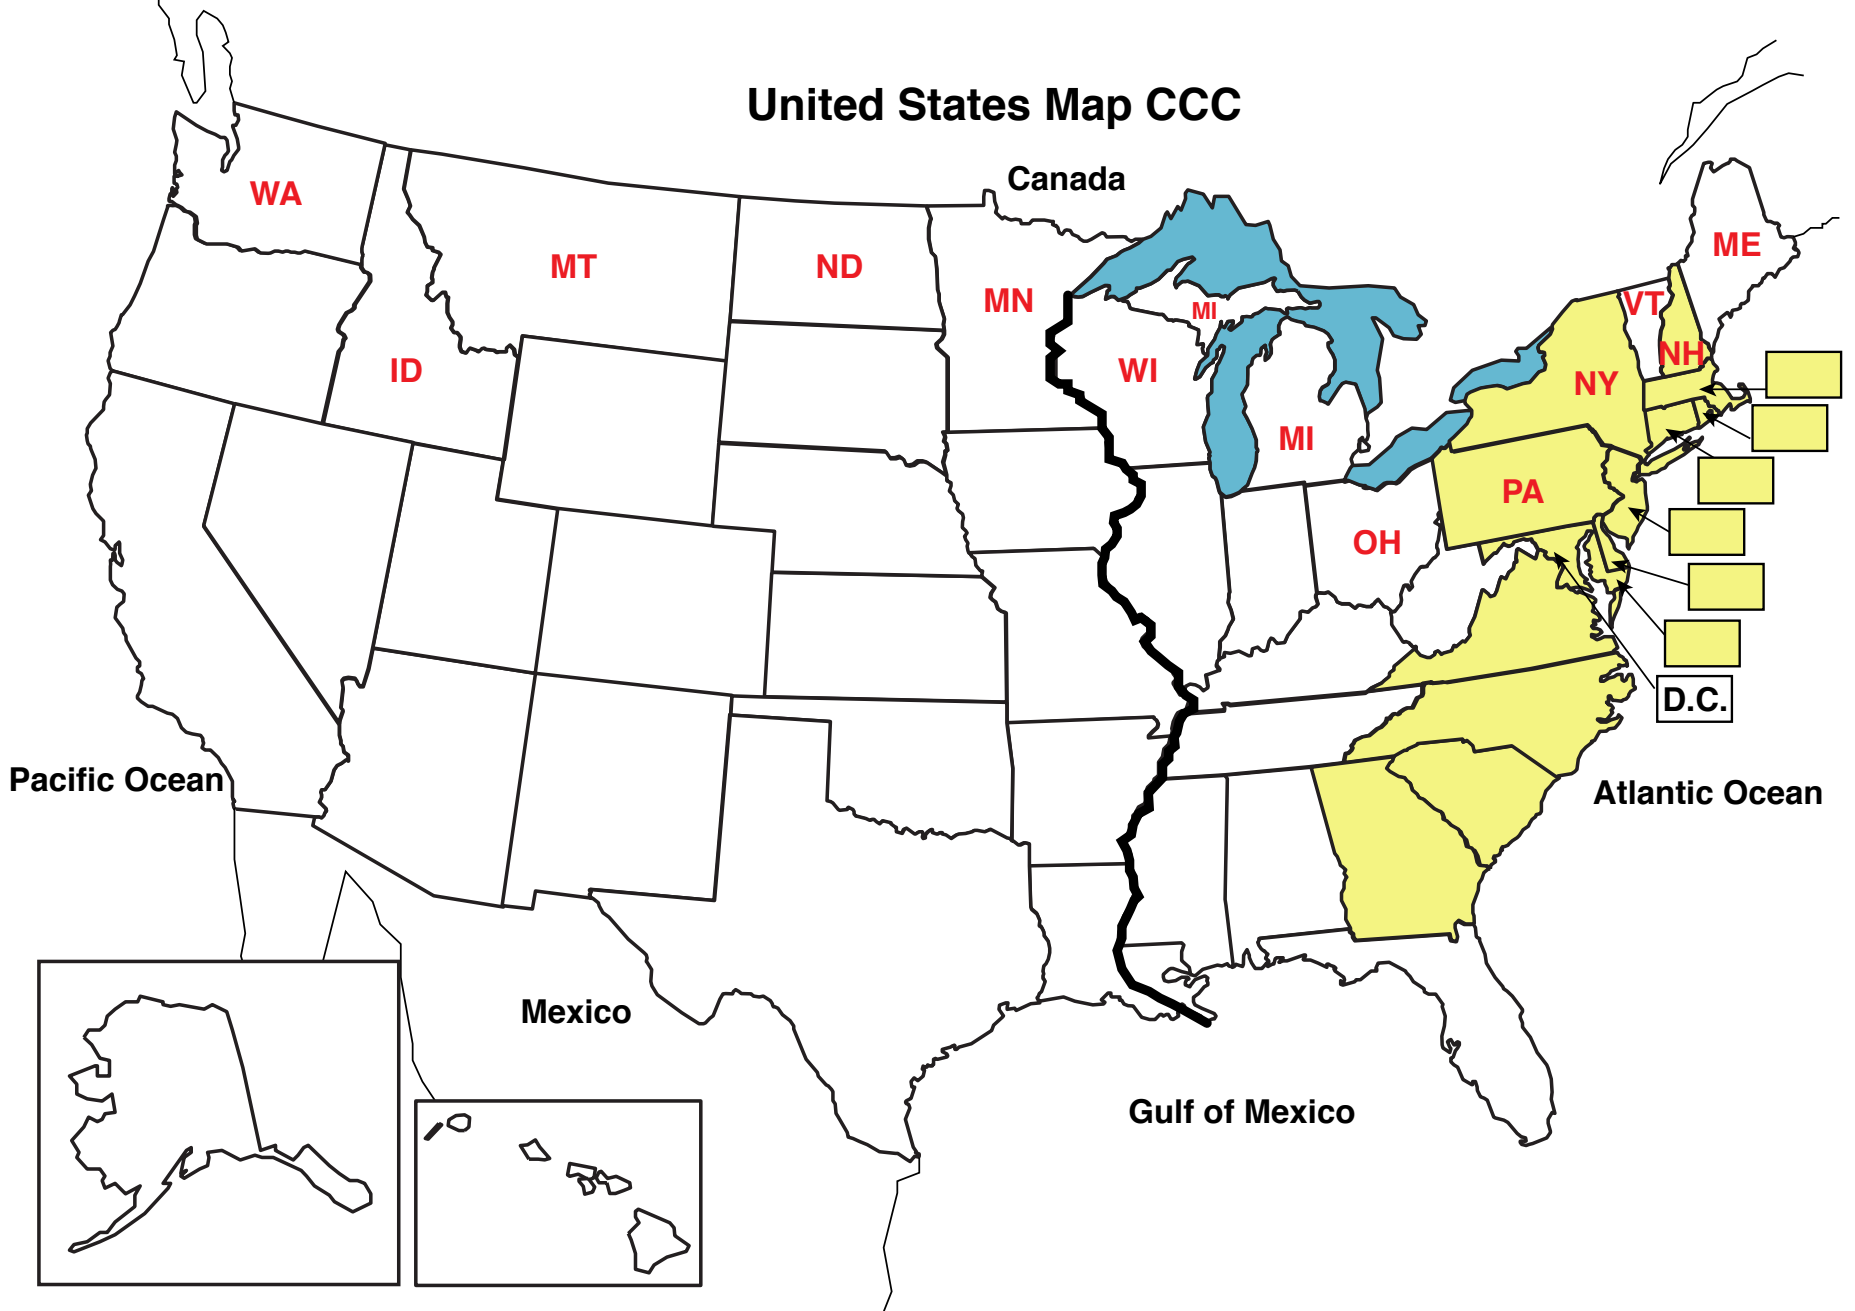 United States Map CCC
Canada
WA
MT
ND
MN
MI
ME
VT
NH
ID
WI
NY
MI
PA
OH
D.C.
Pacific Ocean
Atlantic Ocean
Mexico
Gulf of Mexico